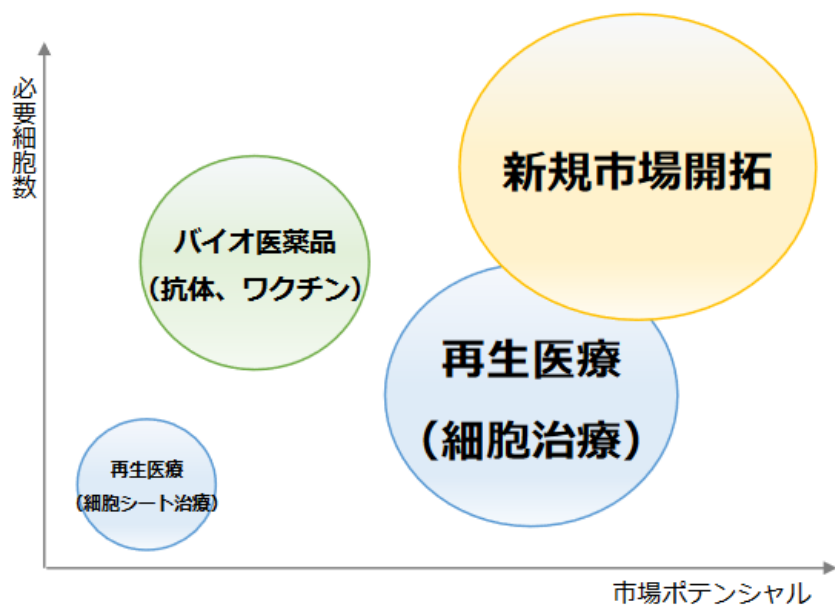 必要細胞数
新規市場開拓
バイオ医薬品
（抗体、ワクチン）
再生医療
（細胞治療）
再生医療
（細胞シート治療）
市場ポテンシャル